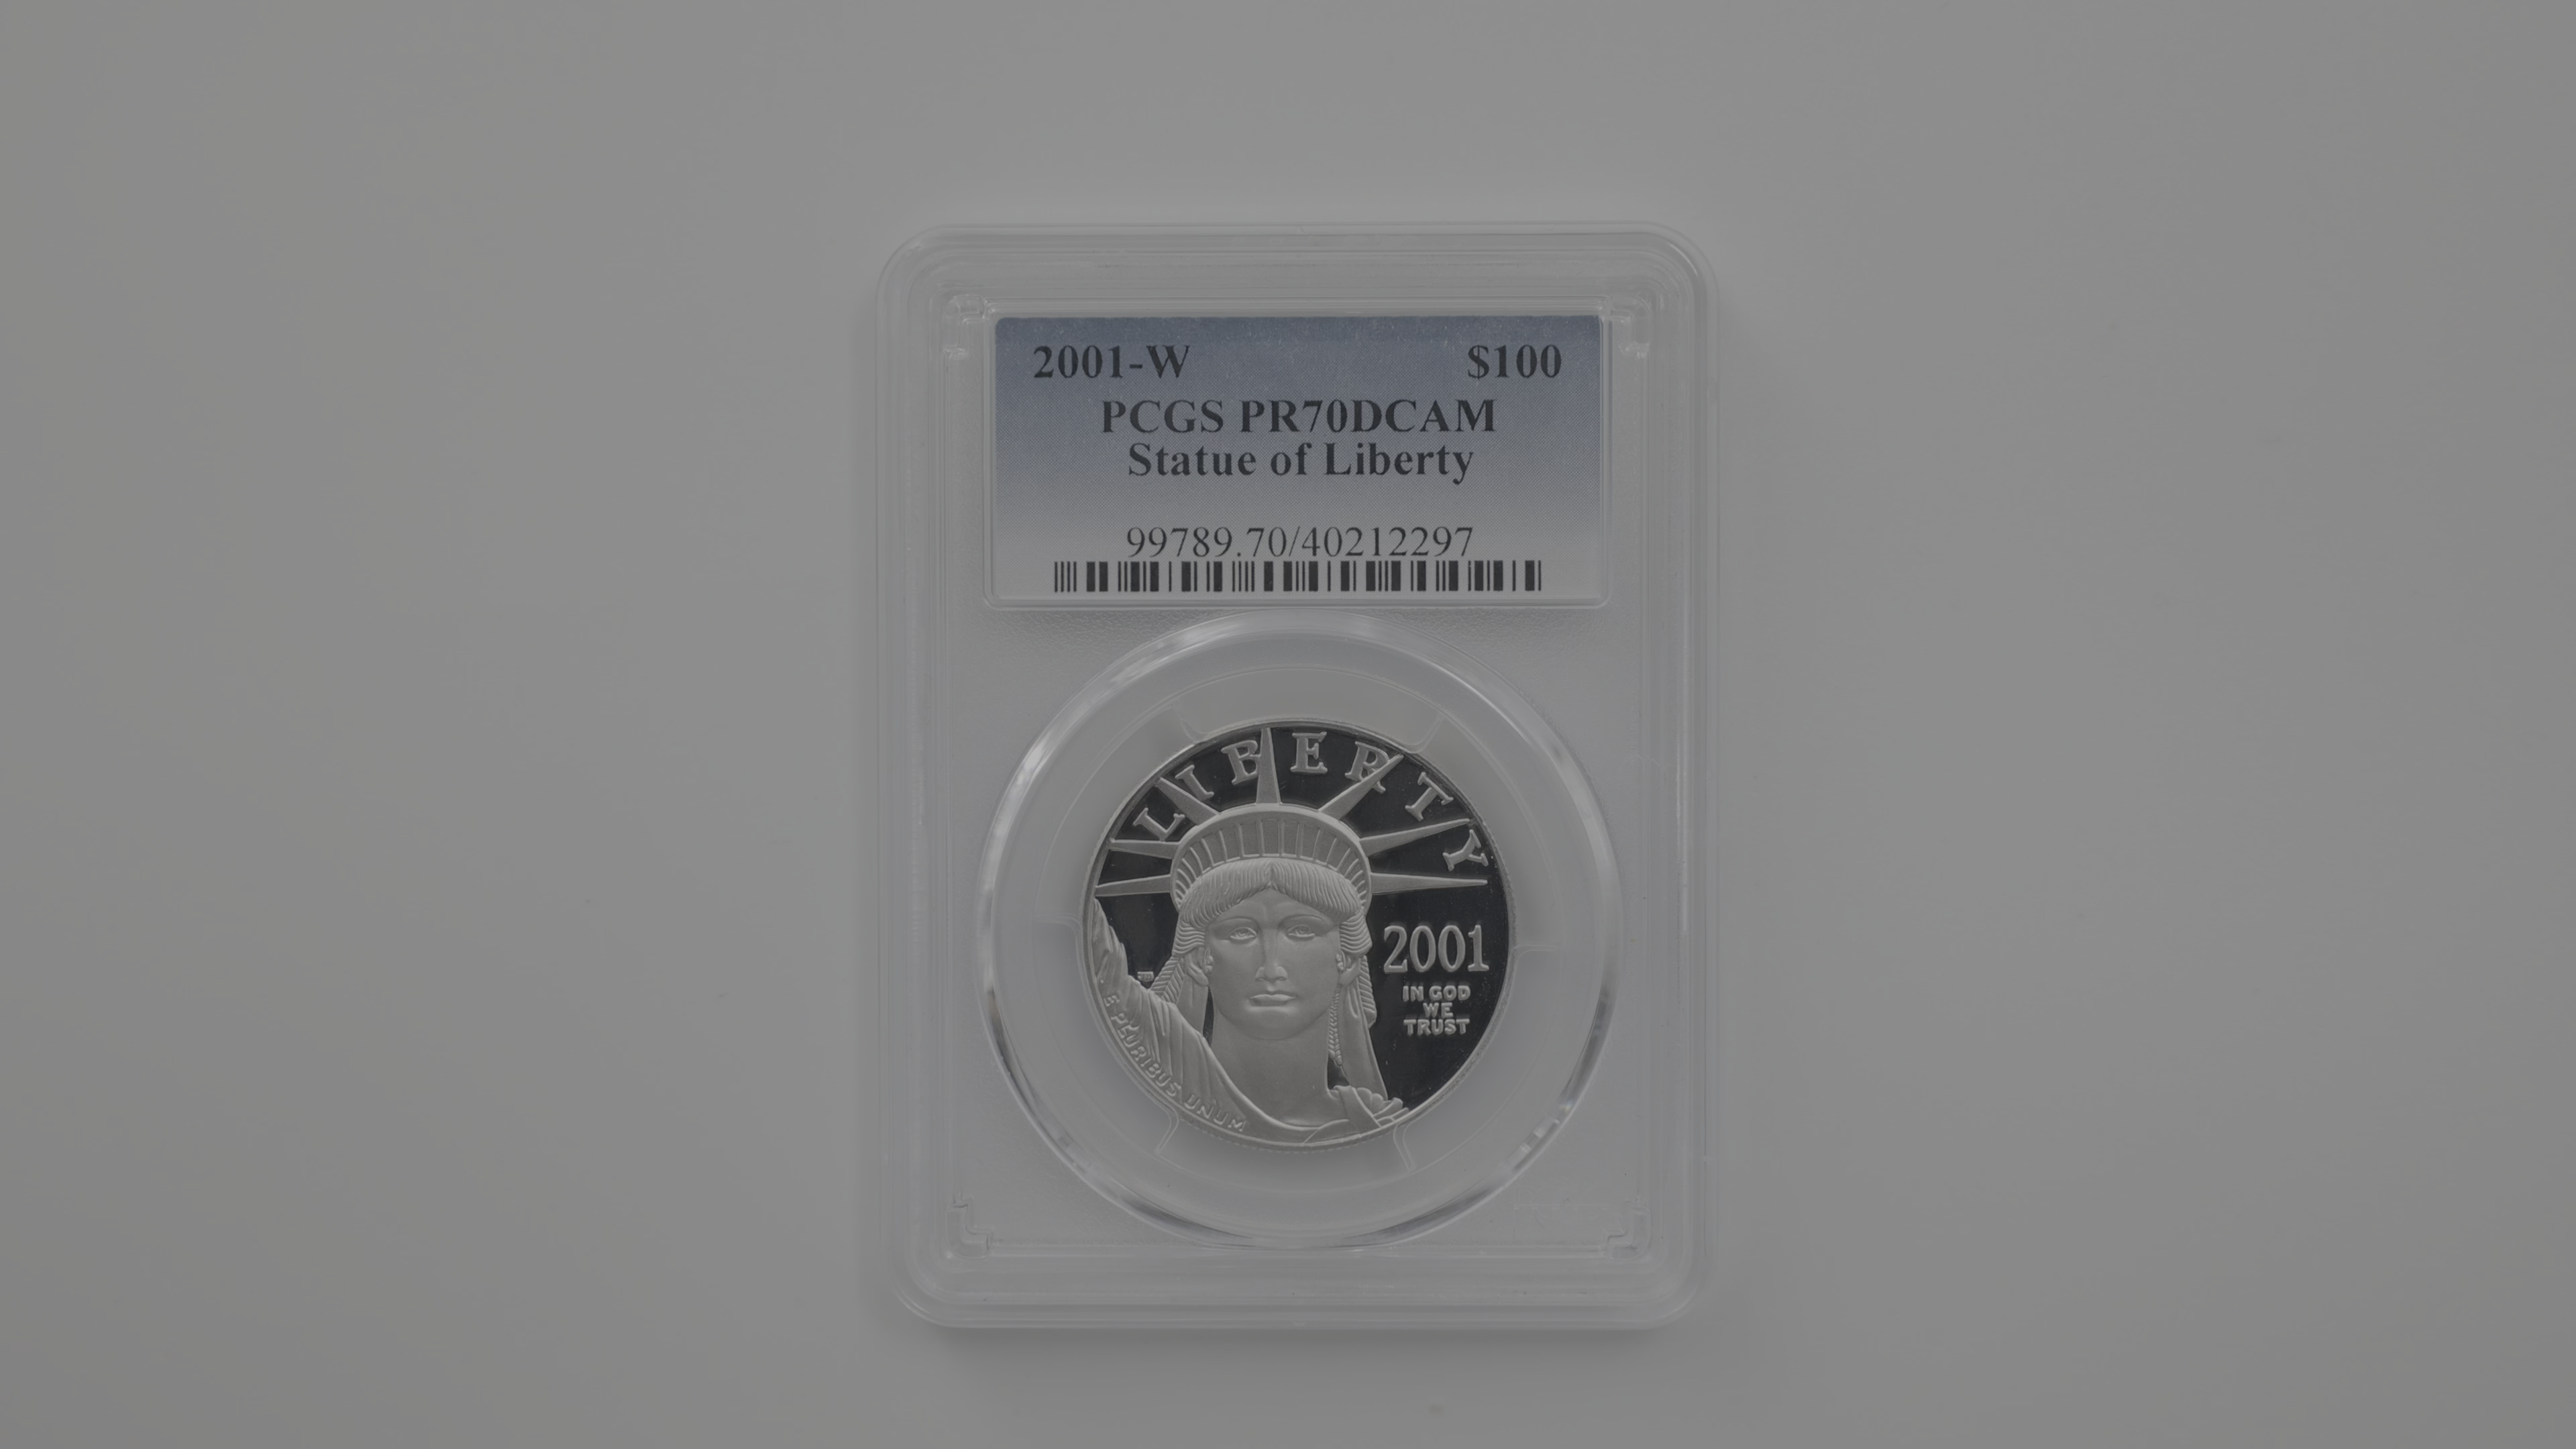 2001-W $100
PCGS PR70DCAM
Statue of Liberty
99789.70/40212297
LIBERTY
2001
IN GOD
WE
TRUST
E PLURIBUS UNUM